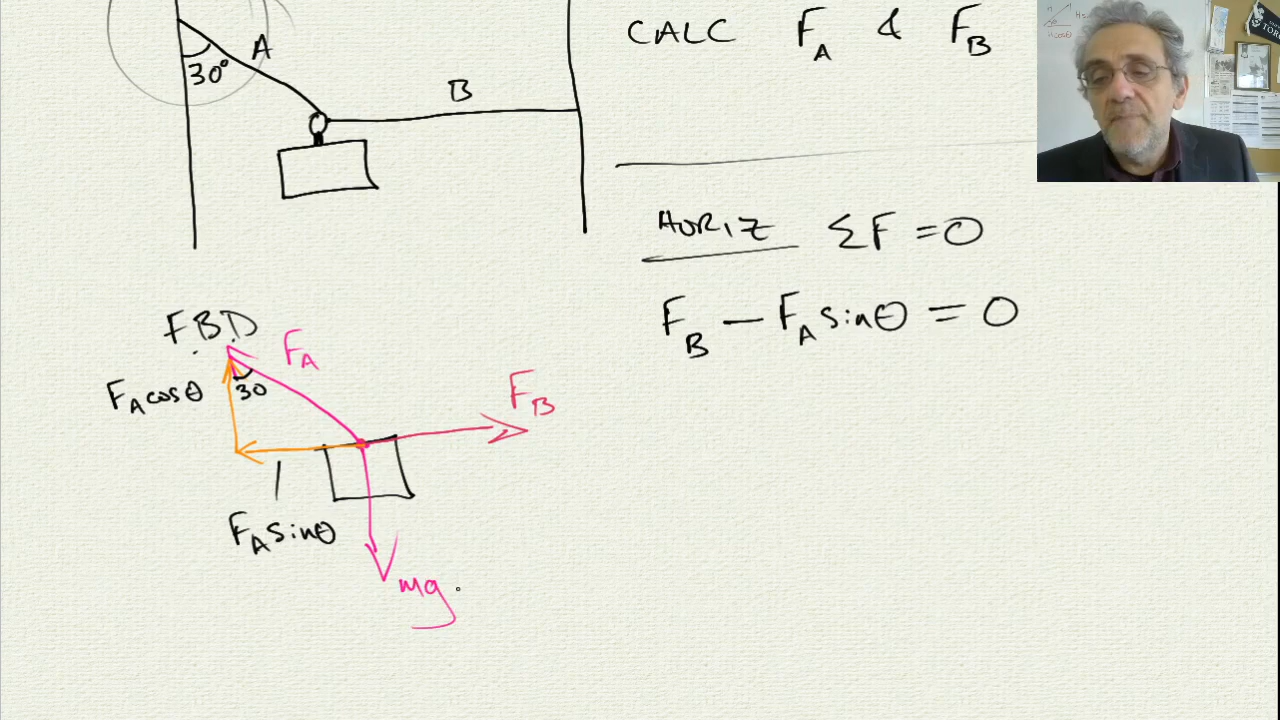 CALC F_A & F_B
A
30°
B
HORIZ ΣF = 0
F_B − F_A sinθ = 0
F.B.D
F_A
F_A cosθ
30
F_B
F_A sinθ
mg